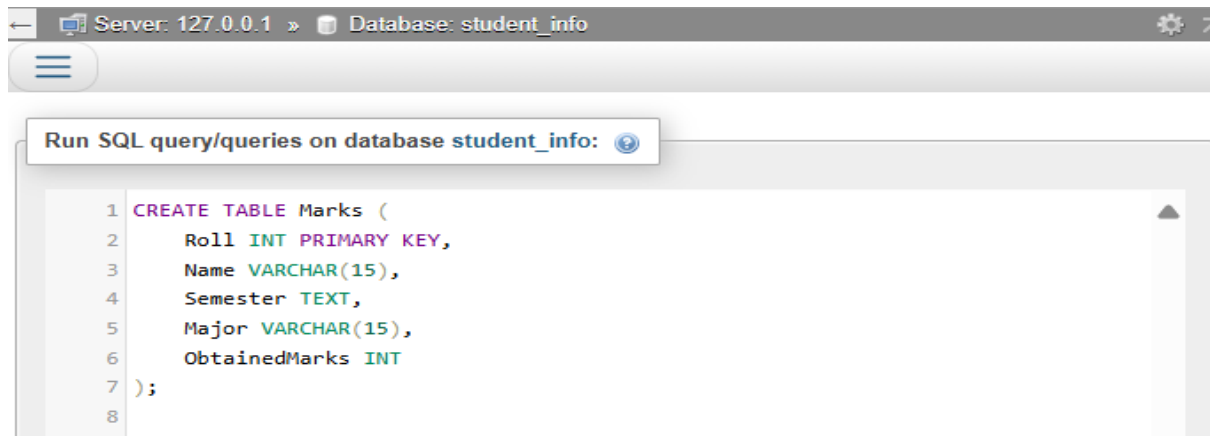 ← Server: 127.0.0.1 » Database: student_info
Run SQL query/queries on database student_info:
1 CREATE TABLE Marks (
2 Roll INT PRIMARY KEY,
3 Name VARCHAR(15),
4 Semester TEXT,
5 Major VARCHAR(15),
6 ObtainedMarks INT
7 );
8